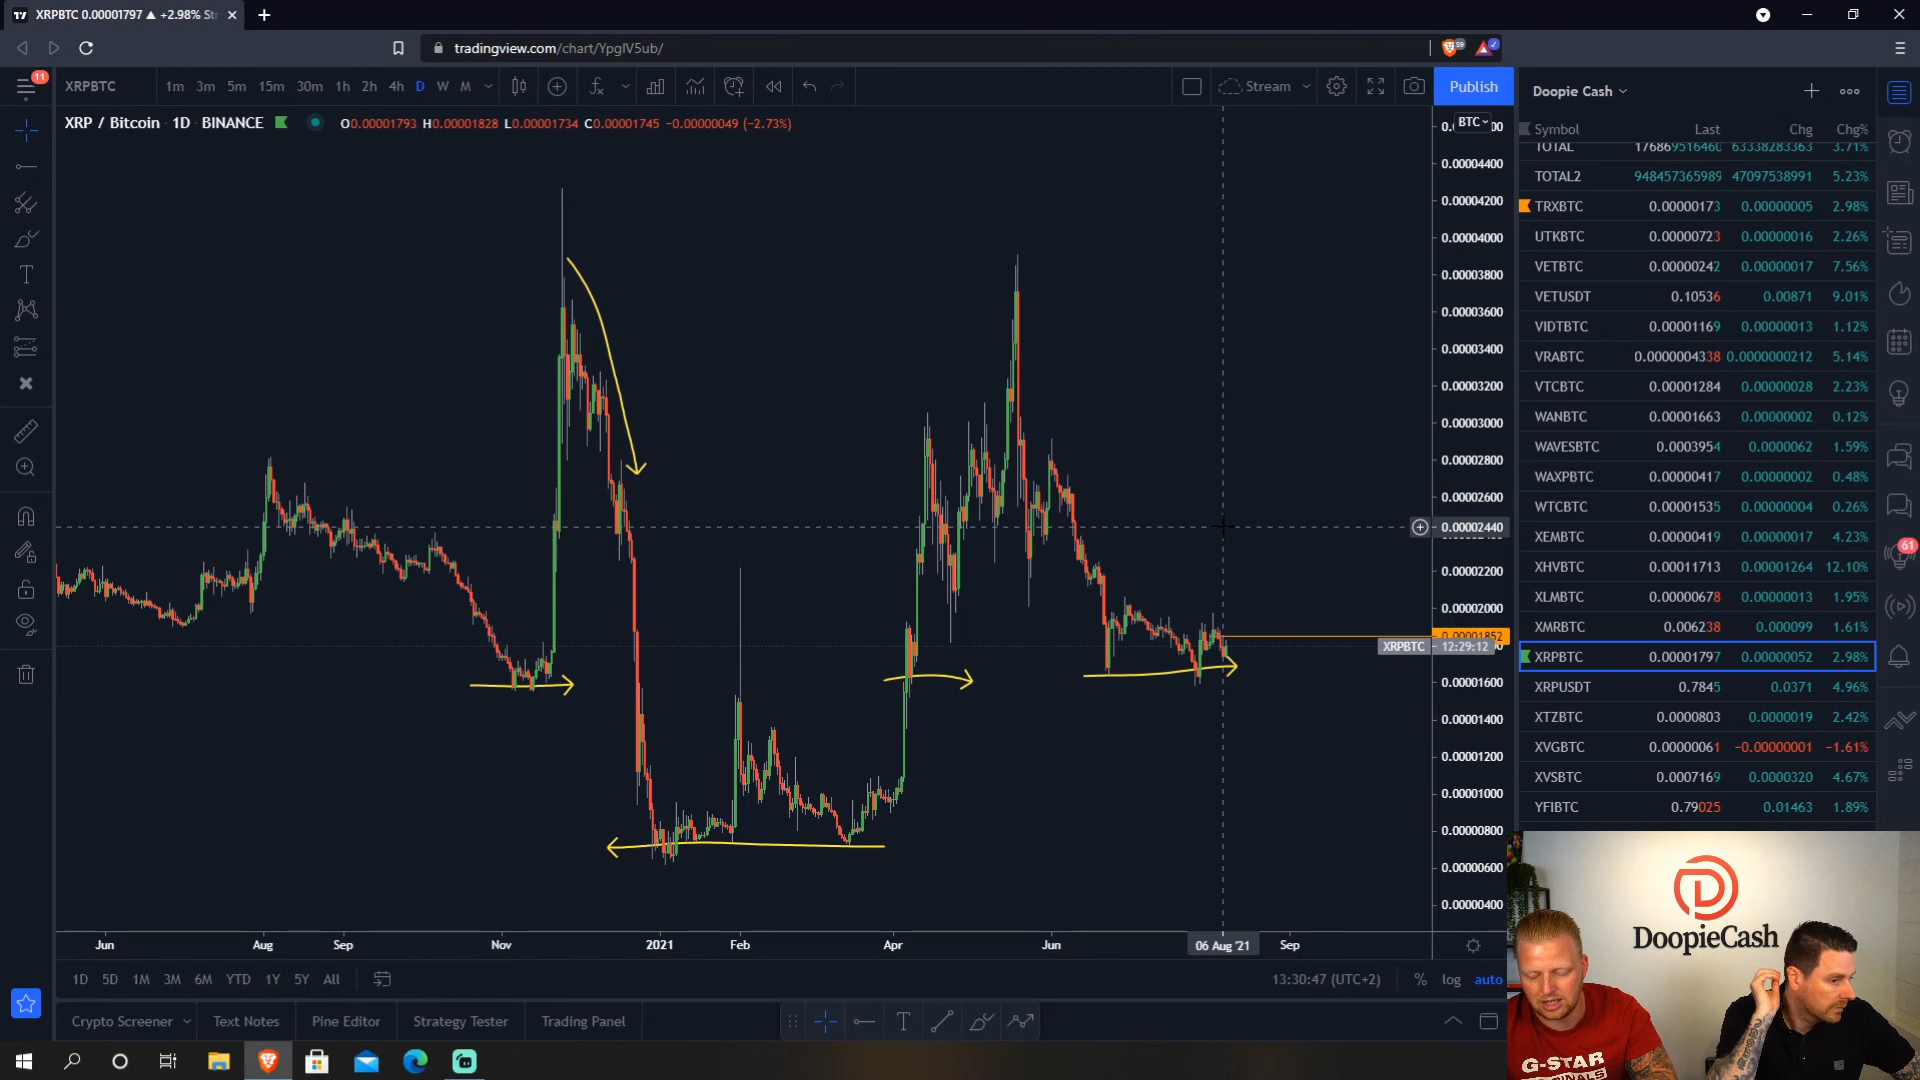 XRPBTC 0.00001797 ▲ +2.98% St
tradingview.com/chart/YpgIV5ub/
59
11
XRPBTC 1m 3m 5m 15m 30m 1h 2h 4h D W M
Stream
Publish
XRP / Bitcoin · 1D · BINANCE O0.00001793 H0.00001828 L0.00001734 C0.00001745 −0.00000049 (−2.73%)
BTC
0.00004400
0.00004200
0.00004000
0.00003800
0.00003600
0.00003400
0.00003200
0.00003000
0.00002800
0.00002600
0.00002440
0.00002200
0.00002000
0.00001852
XRPBTC 12:29:12
0.00001600
0.00001400
0.00001200
0.00001000
0.00000800
0.00000600
0.00000400
Jun Aug Sep Nov 2021 Feb Apr Jun 06 Aug '21 Sep
1D 5D 1M 3M 6M YTD 1Y 5Y All
13:30:47 (UTC+2) % log auto
Crypto Screener Text Notes Pine Editor Strategy Tester Trading Panel
Doopie Cash
Symbol Last Chg Chg%
TOTAL 17686951646 63338283363 3.71%
TOTAL2 948457365989 47097538991 5.23%
TRXBTC 0.00000173 0.00000005 2.98%
UTKBTC 0.00000723 0.00000016 2.26%
VETBTC 0.00000242 0.00000017 7.56%
VETUSDT 0.10536 0.00871 9.01%
VIDTBTC 0.00001169 0.00000013 1.12%
VRABTC 0.0000004338 0.0000000212 5.14%
VTCBTC 0.00001284 0.00000028 2.23%
WANBTC 0.00001663 0.00000002 0.12%
WAVESBTC 0.0003954 0.0000062 1.59%
WAXPBTC 0.00000417 0.00000002 0.48%
WTCBTC 0.00001535 0.00000004 0.26%
XEMBTC 0.00000419 0.00000017 4.23%
XHVBTC 0.00011713 0.00001264 12.10%
XLMBTC 0.00000678 0.00000013 1.95%
XMRBTC 0.006238 0.000099 1.61%
XRPBTC 0.00001797 0.00000052 2.98%
XRPUSDT 0.7845 0.0371 4.96%
XTZBTC 0.0000803 0.0000019 2.42%
XVGBTC 0.00000061 −0.00000001 −1.61%
XVSBTC 0.0007169 0.0000320 4.67%
YFIBTC 0.79025 0.01463 1.89%
61
DoopieCash
G-STAR